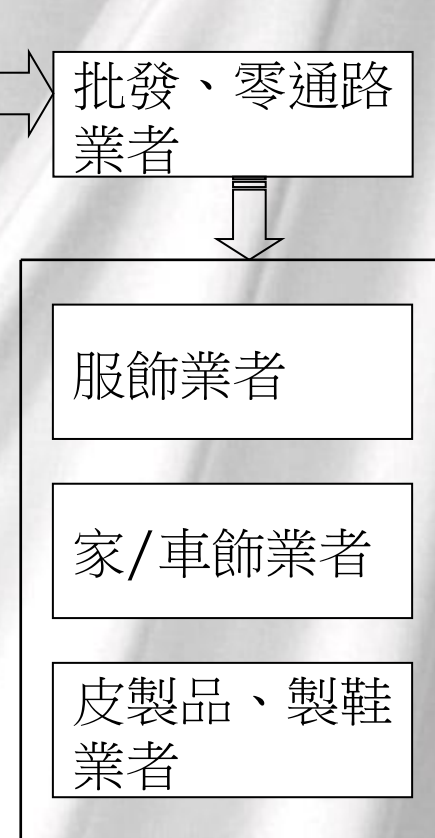 批發、零通路
業者
服飾業者
家/車飾業者
皮製品、製鞋
業者